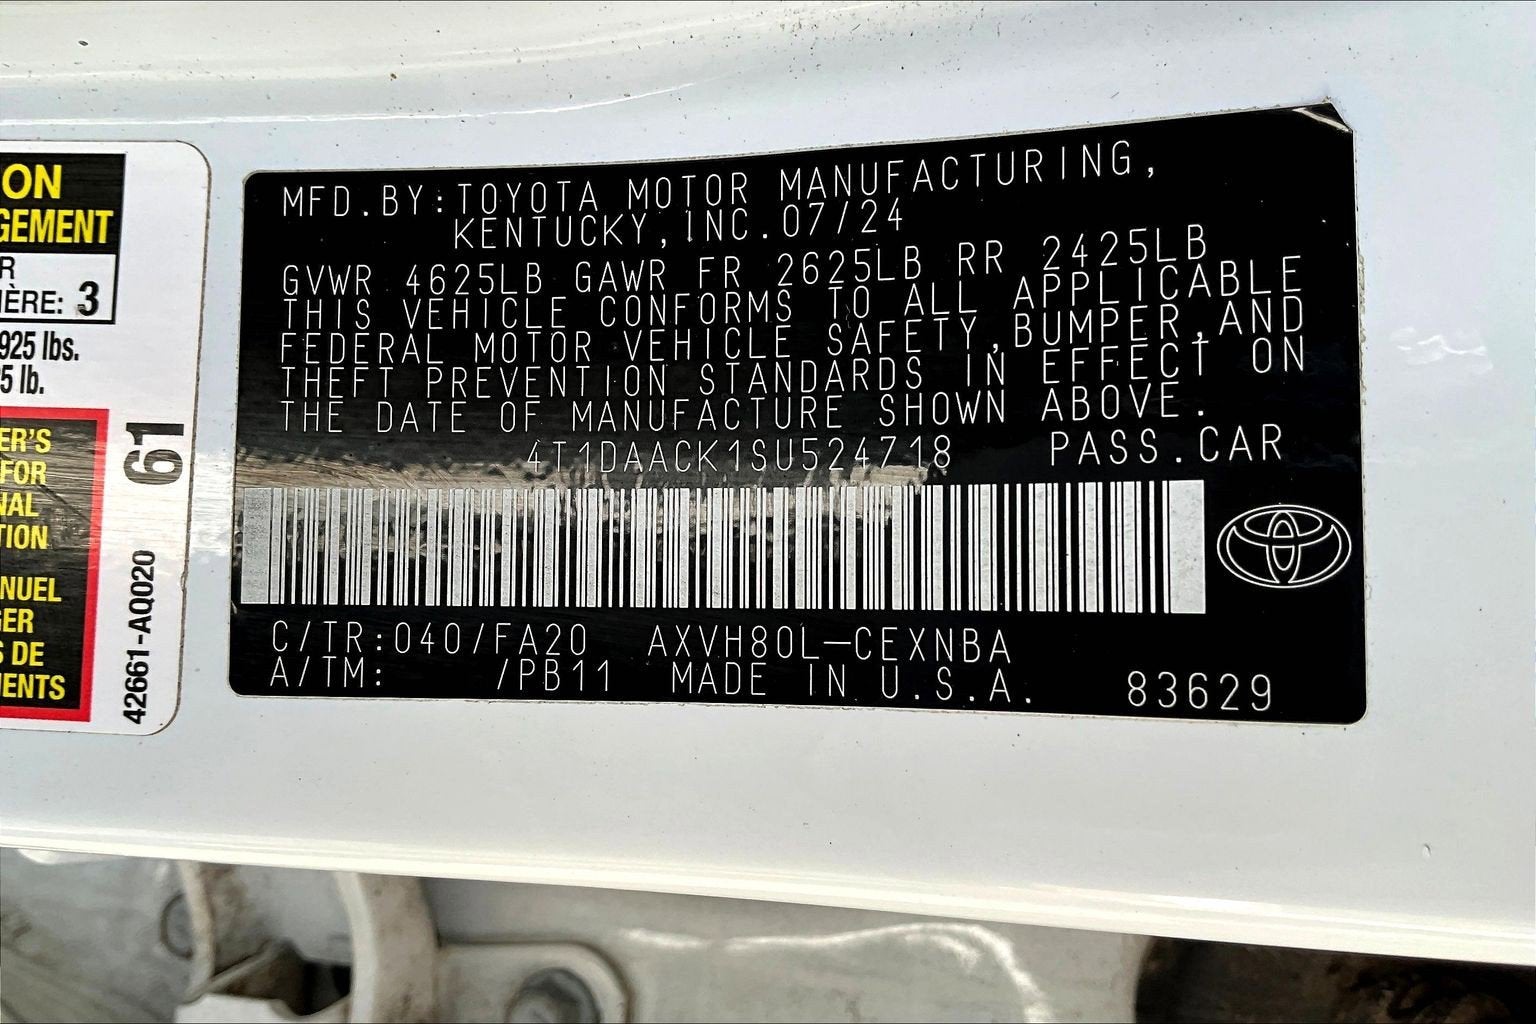 ON
GEMENT
R
IÈRE: 3
925 lbs.
5 lb.
ER'S
FOR
NAL
TION
NUEL
GER
S DE
MENTS
61
42661-AQ020
MFD.BY:TOYOTA MOTOR MANUFACTURING,
KENTUCKY,INC.07/24
GVWR 4625LB GAWR FR 2625LB RR 2425LB
THIS VEHICLE CONFORMS TO ALL APPLICABLE
FEDERAL MOTOR VEHICLE SAFETY,BUMPER,AND
THEFT PREVENTION STANDARDS IN EFFECT ON
THE DATE OF MANUFACTURE SHOWN ABOVE.
4T1DAACK1SU524718 PASS.CAR
C/TR:040/FA20 AXVH80L-CEXNBA
A/TM: /PB11 MADE IN U.S.A. 83629